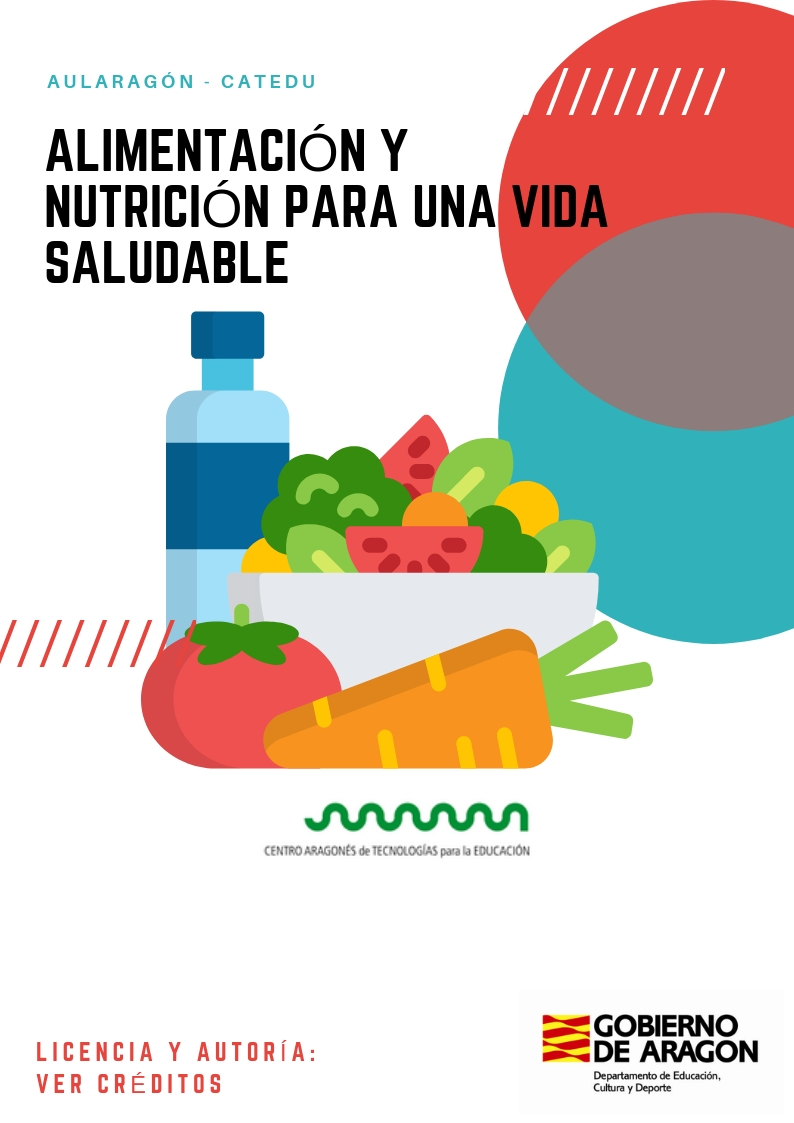 AULARAGÓN - CATEDU
ALIMENTACIÓN Y
NUTRICIÓN PARA UNA VIDA
SALUDABLE
CENTRO ARAGONÉS de TECNOLOGÍAS para la EDUCACIÓN
LICENCIA Y AUTORÍA:
VER CRÉDITOS
GOBIERNO
DE ARAGON
Departamento de Educación,
Cultura y Deporte